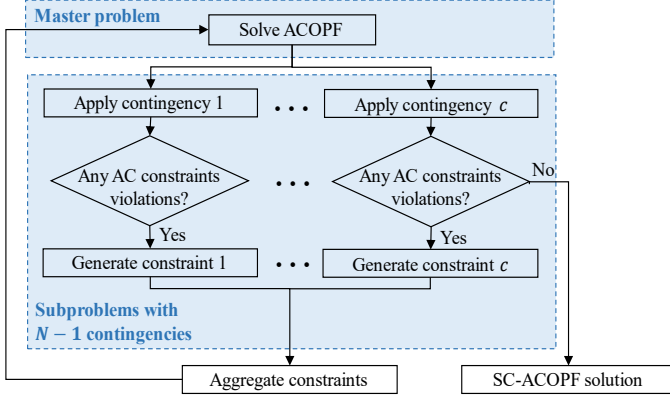 Master problem
Solve ACOPF
Apply contingency 1
• • •
Apply contingency c
Any AC constraints
violations?
• • •
Any AC constraints
violations?
No
Yes
Yes
Generate constraint 1
• • •
Generate constraint c
Subproblems with
N − 1 contingencies
Aggregate constraints
SC-ACOPF solution